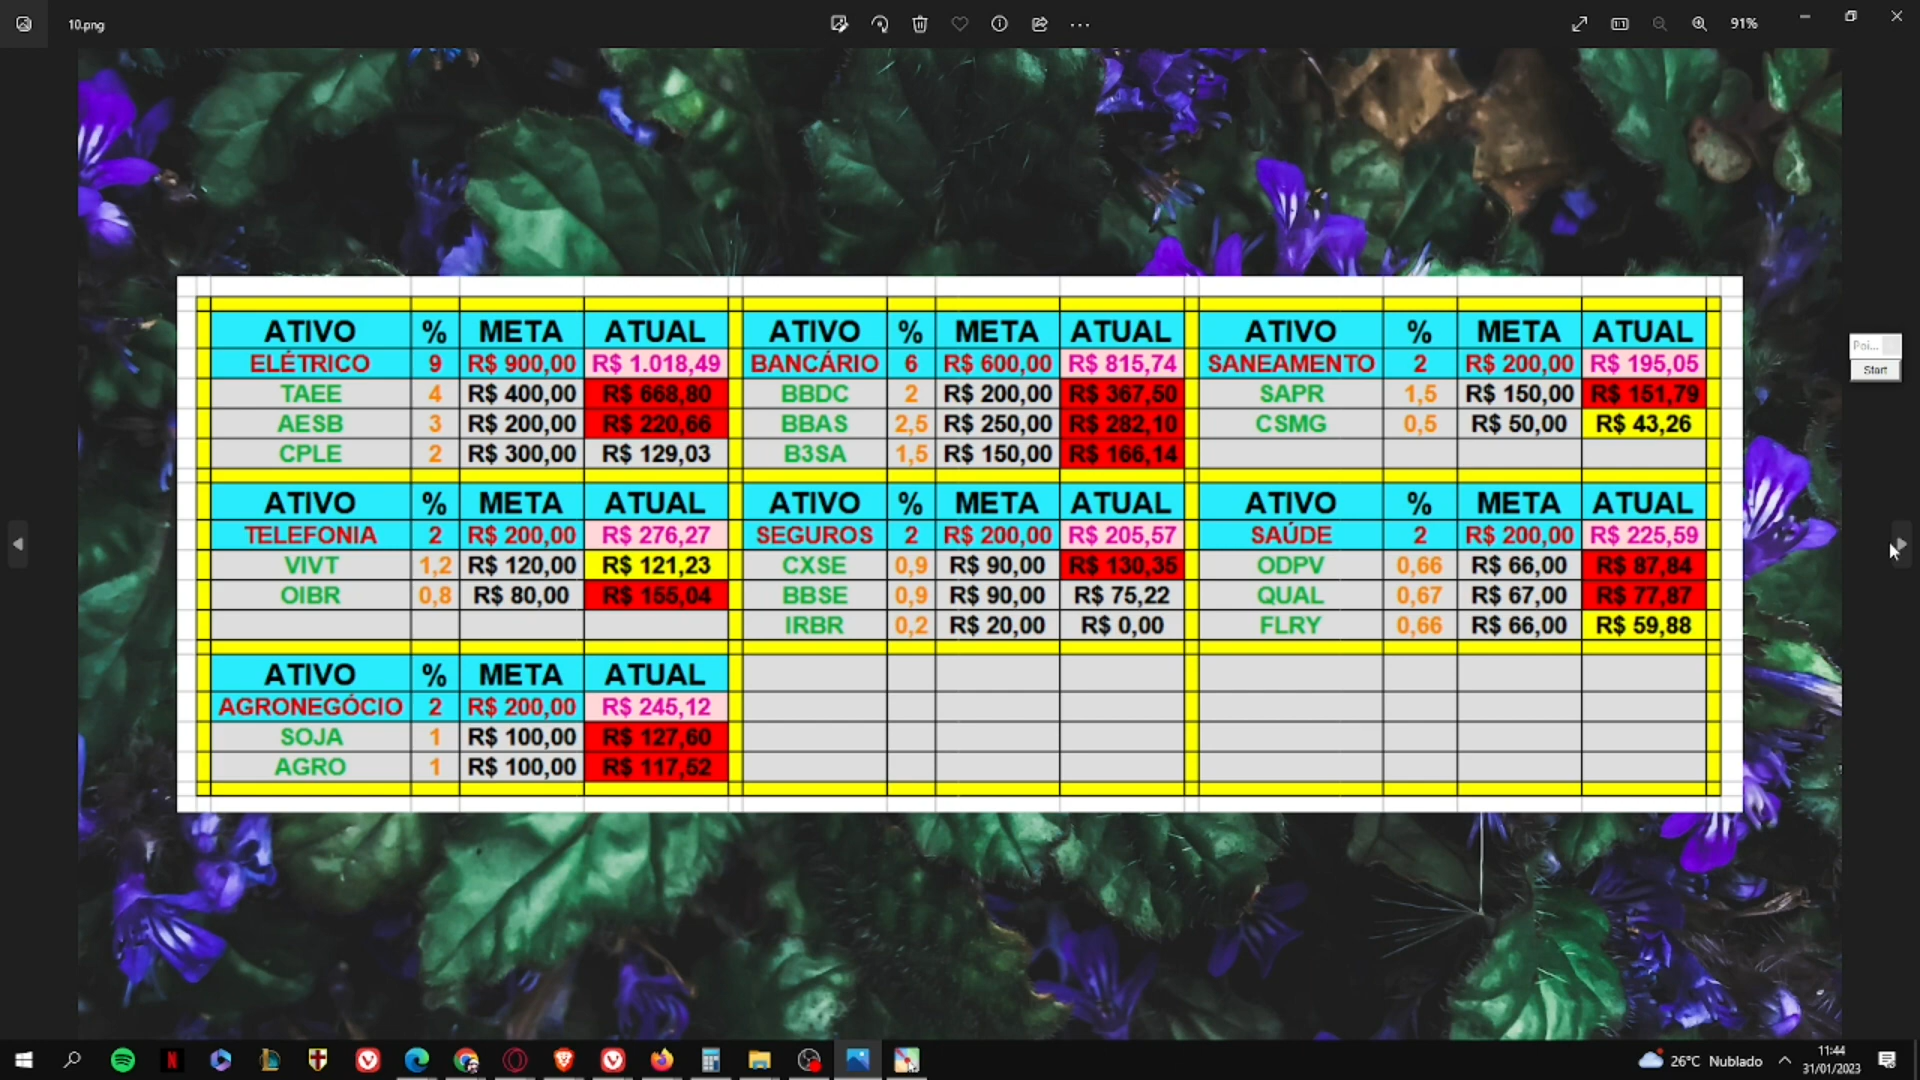 10.png
91%
ATIVO % META ATUAL ATIVO % META ATUAL ATIVO % META ATUAL
ELÉTRICO 9 R$ 900,00 R$ 1.018,49 BANCÁRIO 6 R$ 600,00 R$ 815,74 SANEAMENTO 2 R$ 200,00 R$ 195,05
TAEE 4 R$ 400,00 R$ 668,80 BBDC 2 R$ 200,00 R$ 367,50 SAPR 1,5 R$ 150,00 R$ 151,79
AESB 3 R$ 200,00 R$ 220,66 BBAS 2,5 R$ 250,00 R$ 282,10 CSMG 0,5 R$ 50,00 R$ 43,26
CPLE 2 R$ 300,00 R$ 129,03 B3SA 1,5 R$ 150,00 R$ 166,14
ATIVO % META ATUAL ATIVO % META ATUAL ATIVO % META ATUAL
TELEFONIA 2 R$ 200,00 R$ 276,27 SEGUROS 2 R$ 200,00 R$ 205,57 SAÚDE 2 R$ 200,00 R$ 225,59
VIVT 1,2 R$ 120,00 R$ 121,23 CXSE 0,9 R$ 90,00 R$ 130,35 ODPV 0,66 R$ 66,00 R$ 87,84
OIBR 0,8 R$ 80,00 R$ 155,04 BBSE 0,9 R$ 90,00 R$ 75,22 QUAL 0,67 R$ 67,00 R$ 77,87
IRBR 0,2 R$ 20,00 R$ 0,00 FLRY 0,66 R$ 66,00 R$ 59,88
ATIVO % META ATUAL
AGRONEGÓCIO 2 R$ 200,00 R$ 245,12
SOJA 1 R$ 100,00 R$ 127,60
AGRO 1 R$ 100,00 R$ 117,52
Poi...
Start
26°C Nublado
11:44
31/01/2023